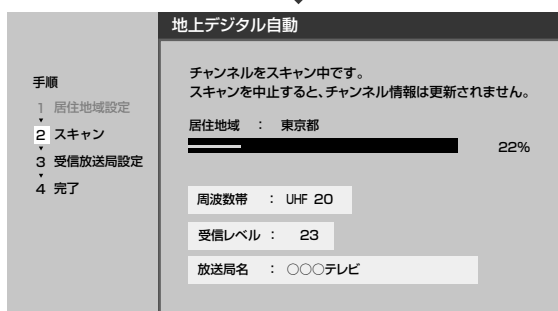 地上デジタル自動
手順
1 居住地域設定
2 スキャン
3 受信放送局設定
4 完了
チャンネルをスキャン中です。
スキャンを中止すると、チャンネル情報は更新されません。
居住地域 : 東京都
22%
周波数帯 : UHF 20
受信レベル : 23
放送局名 : ○○○テレビ